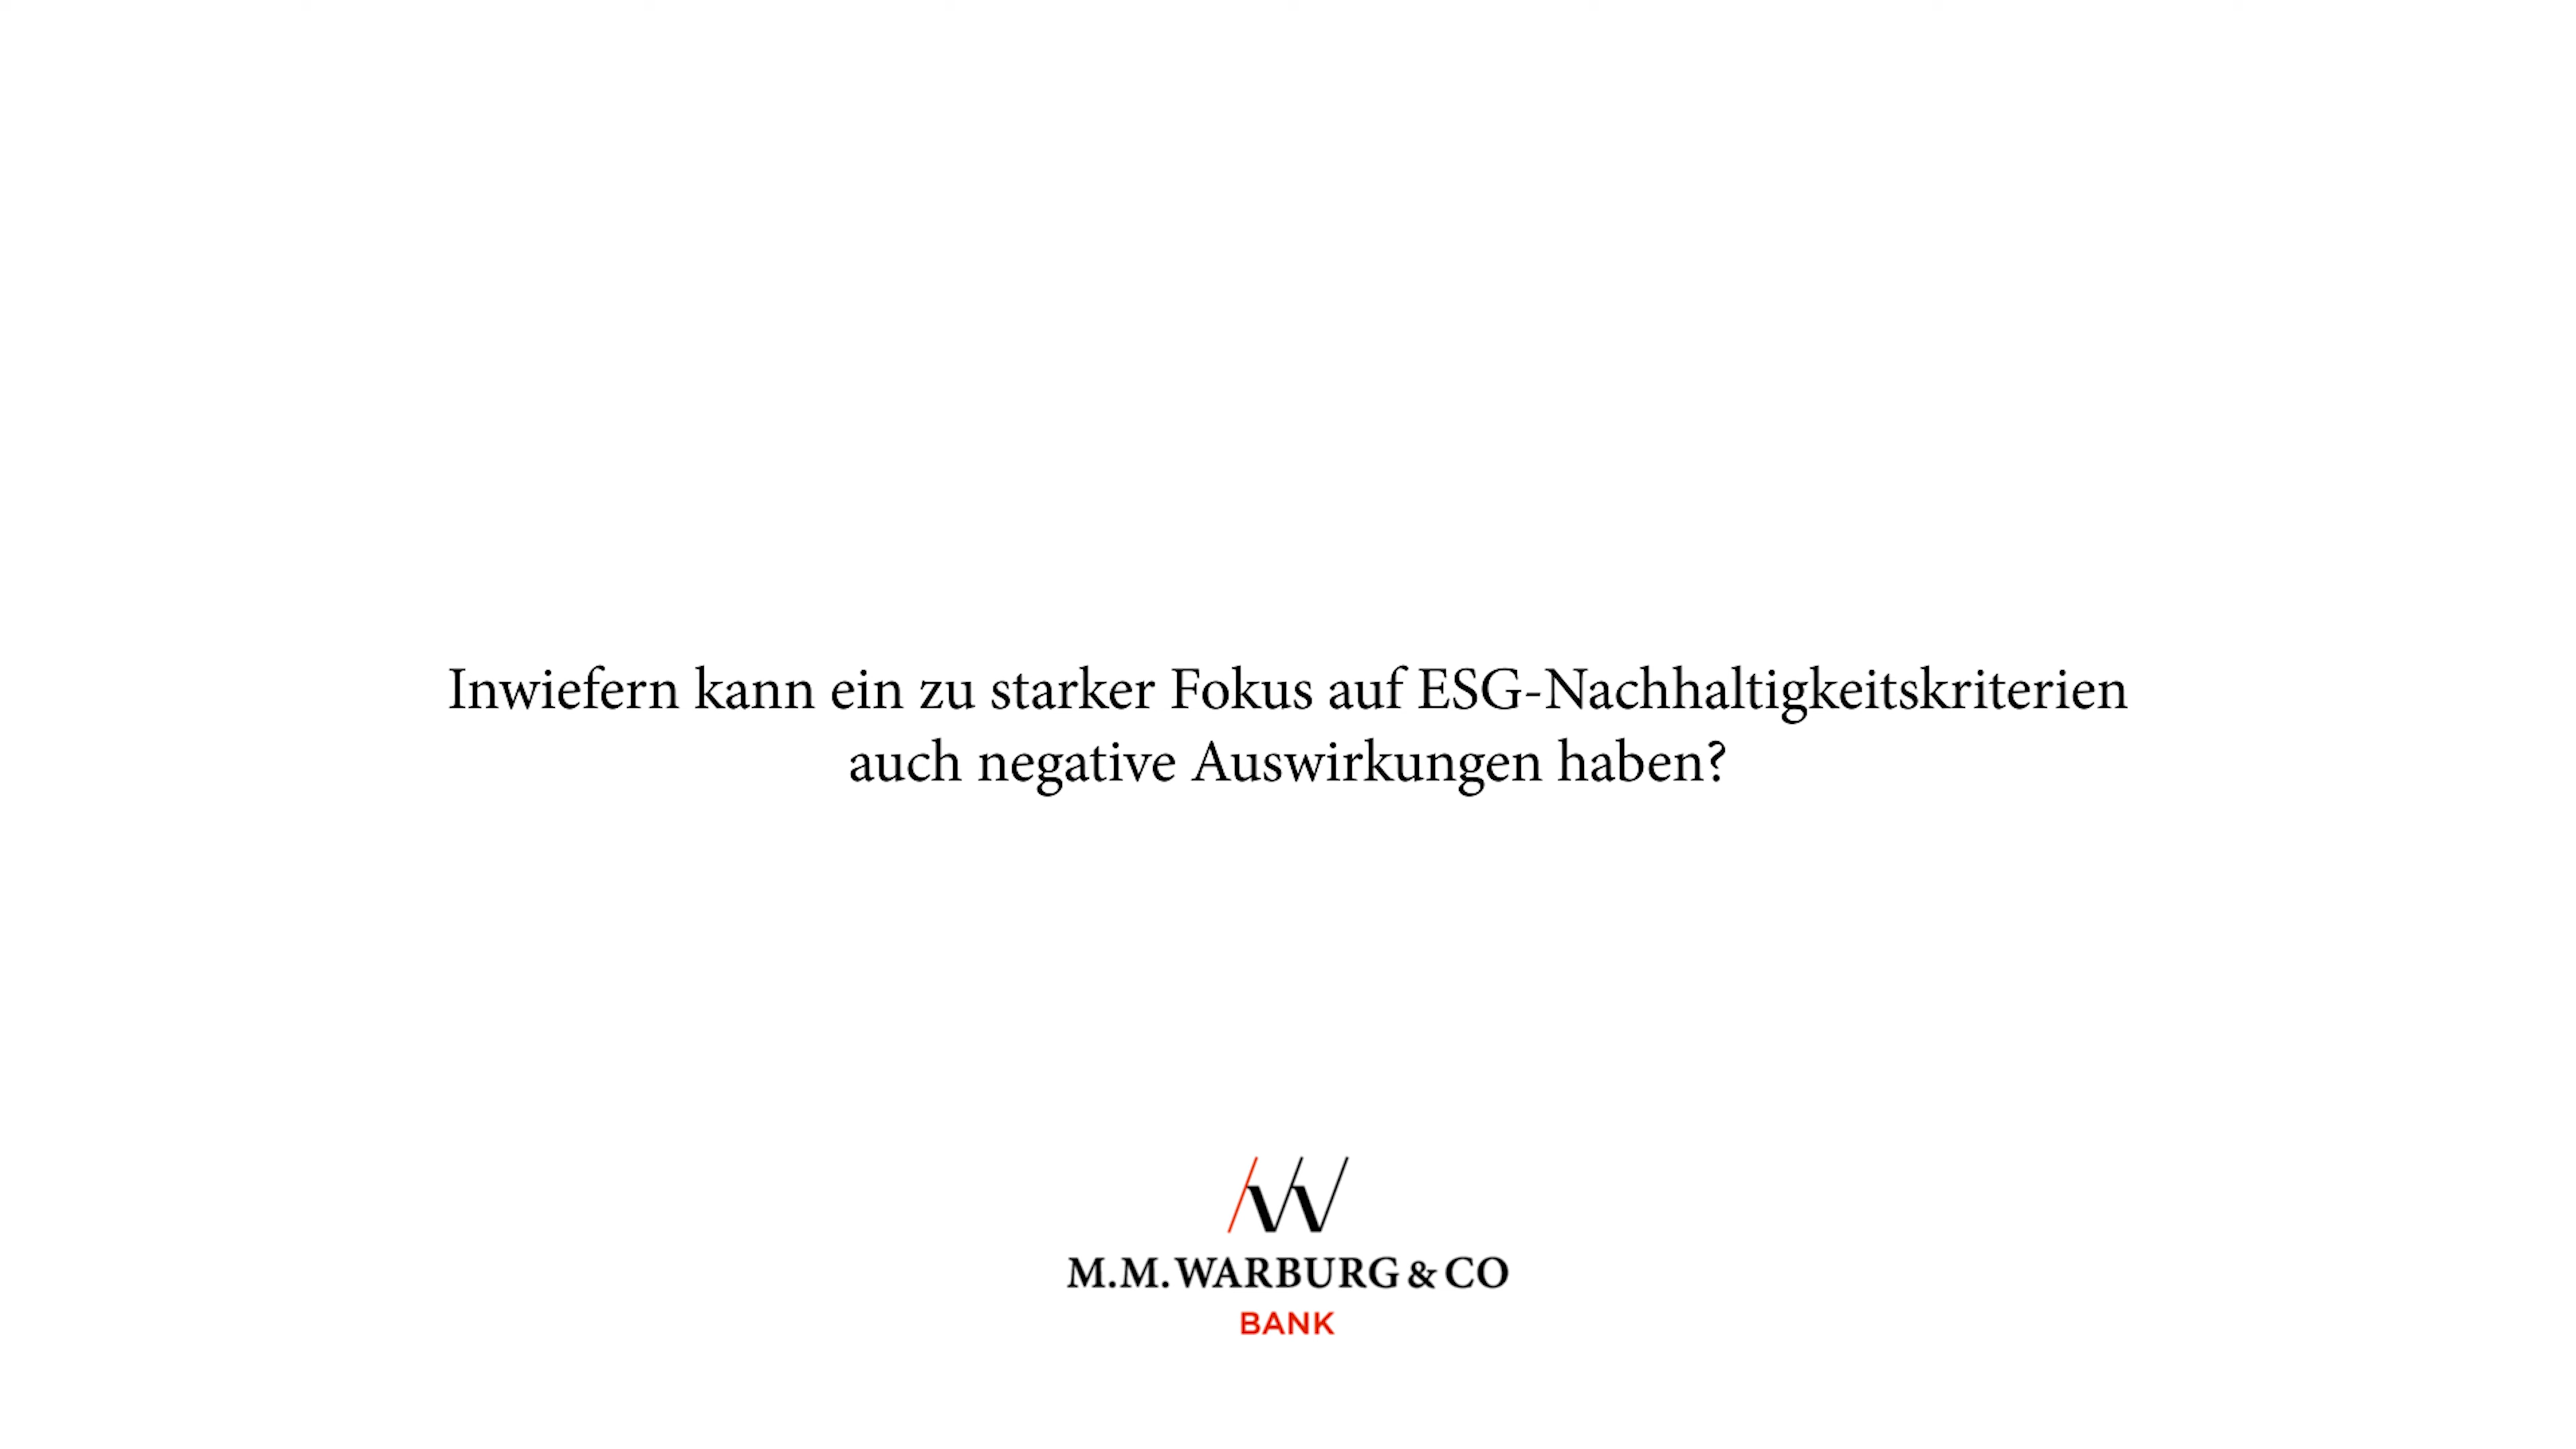 Inwiefern kann ein zu starker Fokus auf ESG-Nachhaltigkeitskriterien
auch negative Auswirkungen haben?
M.M.WARBURG & CO
BANK